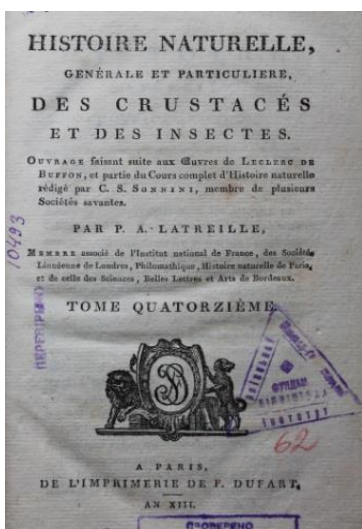 HISTOIRE NATURELLE,
GENÉRALE ET PARTICULIERE,
DES CRUSTACÉS
ET DES INSECTES.
OUVRAGE faisant suite aux Œuvres de LECLERC DE
BUFFON, et partie du Cours complet d'Histoire naturelle
rédigé par C. S. SONNINI, membre de plusieurs
Sociétés savantes.
PAR P. A. LATREILLE,
MEMBRE associé de l'Institut national de France, des Sociétés
Linnéenne de Londres, Philomathique, Histoire naturelle de Paris,
et de celle des Sciences, Belles Lettres et Arts de Bordeaux.
TOME QUATORZIÈME
10493
62
A PARIS,
DE L'IMPRIMERIE DE F. DUFART,
AN XIII.
ПРОВЕРЕНО